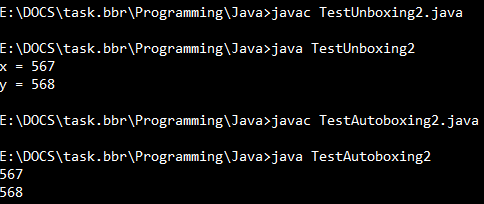 E:\DOCS\task.bbr\Programming\Java>javac TestUnboxing2.java
E:\DOCS\task.bbr\Programming\Java>java TestUnboxing2
x = 567
y = 568
E:\DOCS\task.bbr\Programming\Java>javac TestAutoboxing2.java
E:\DOCS\task.bbr\Programming\Java>java TestAutoboxing2
567
568